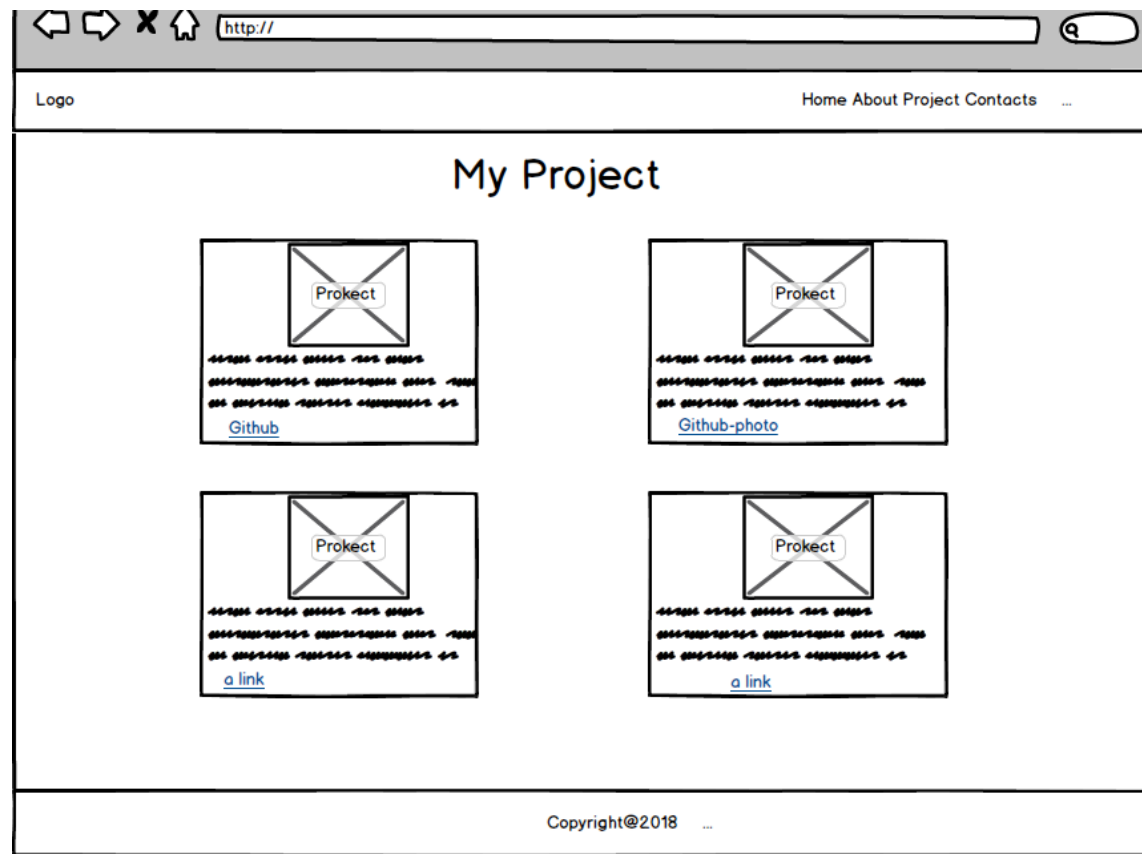 http://
Logo
Home About Project Contacts ...
My Project
Prokect
Github
Prokect
Github-photo
Prokect
a link
Prokect
a link
Copyright@2018 ...